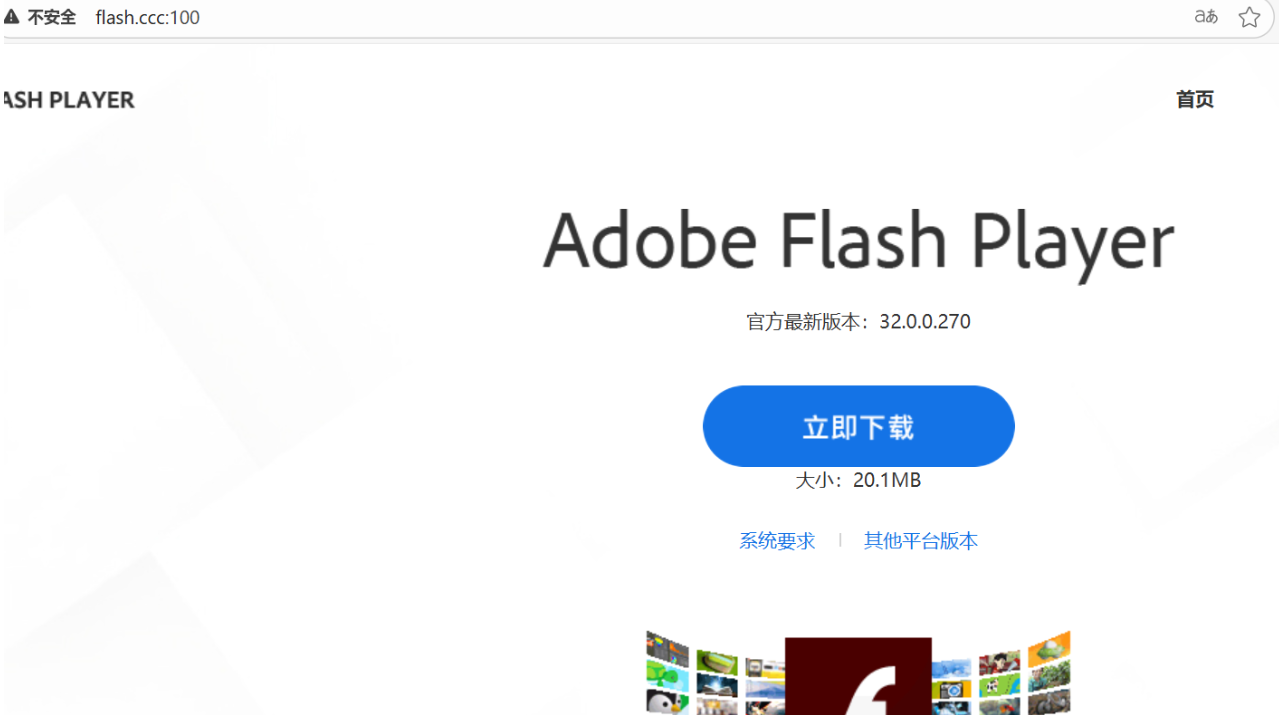 不安全 flash.ccc:100 aあ
ASH PLAYER 首页
Adobe Flash Player
官方最新版本：32.0.0.270
立即下载
大小：20.1MB
系统要求 | 其他平台版本